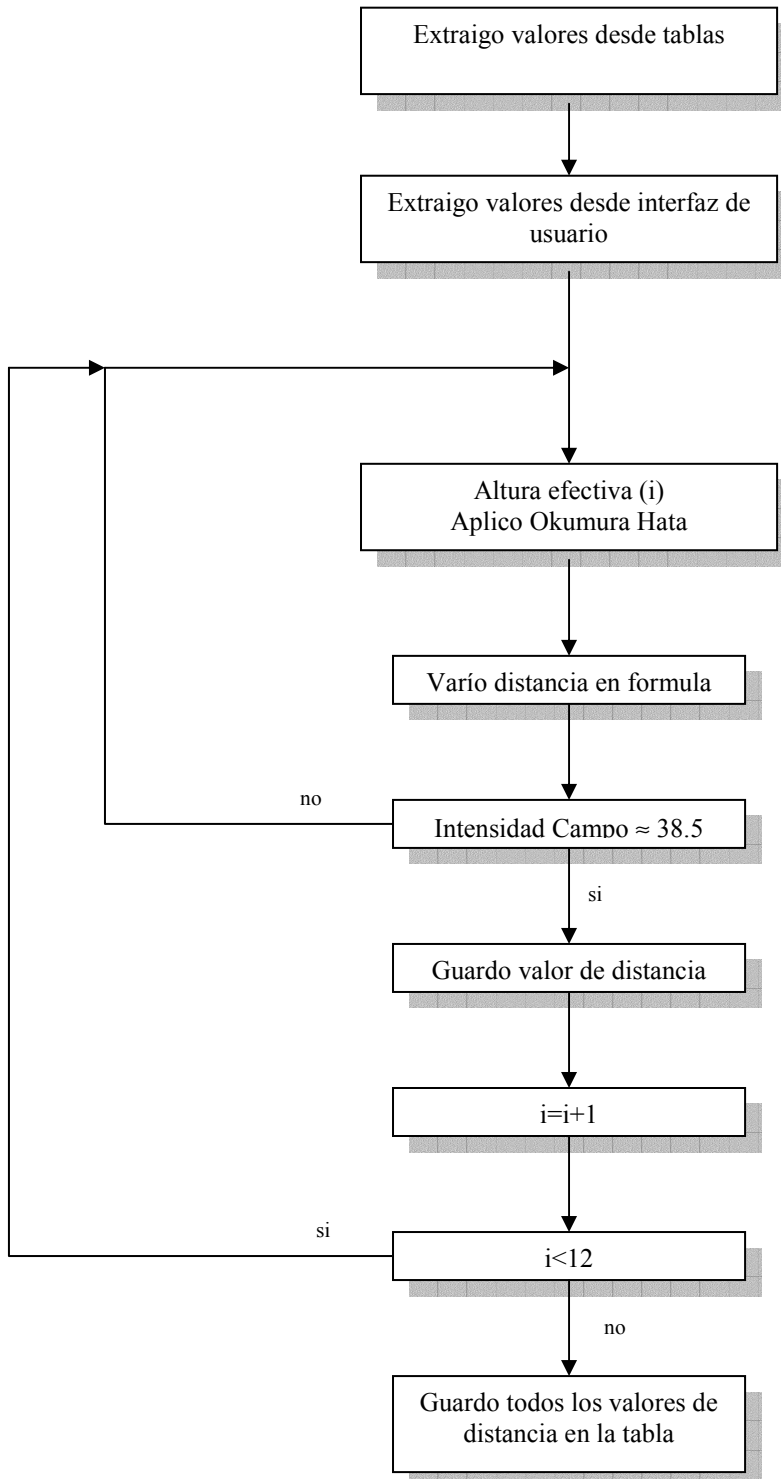 Extraigo valores desde tablas
Extraigo valores desde interfaz de
usuario
Altura efectiva (i)
Aplico Okumura Hata
Varío distancia en formula
no
Intensidad Campo ≈ 38.5
si
Guardo valor de distancia
i=i+1
si
i<12
no
Guardo todos los valores de
distancia en la tabla